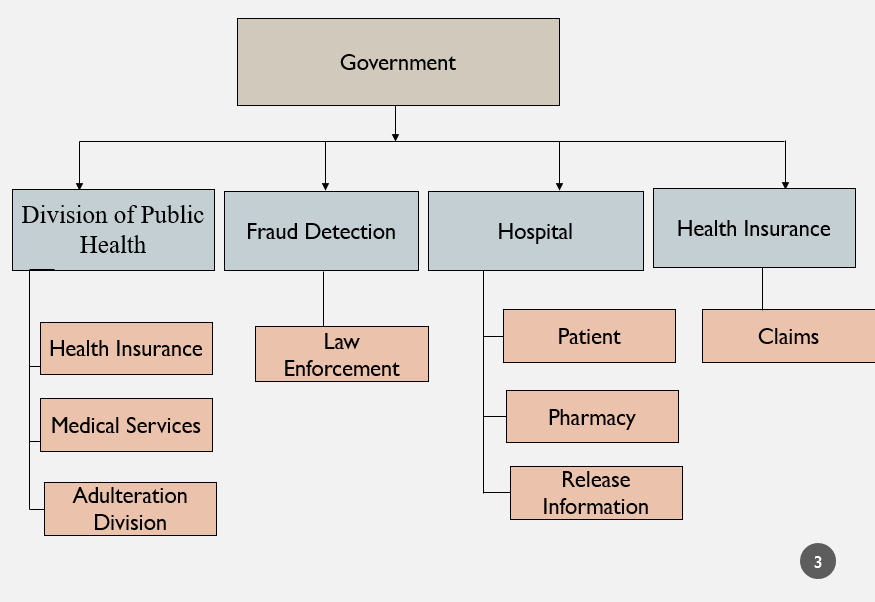 Government
Division of Public
Health
Fraud Detection
Hospital
Health Insurance
Health Insurance
Medical Services
Adulteration
Division
Law
Enforcement
Patient
Pharmacy
Release
Information
Claims
3